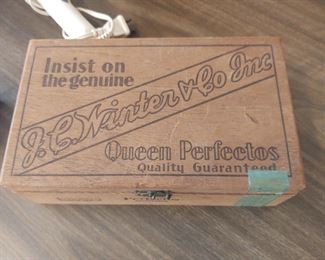 Insist on
the genuine
J.C. Winter & Co Inc
Queen Perfectos
Quality Guaranteed